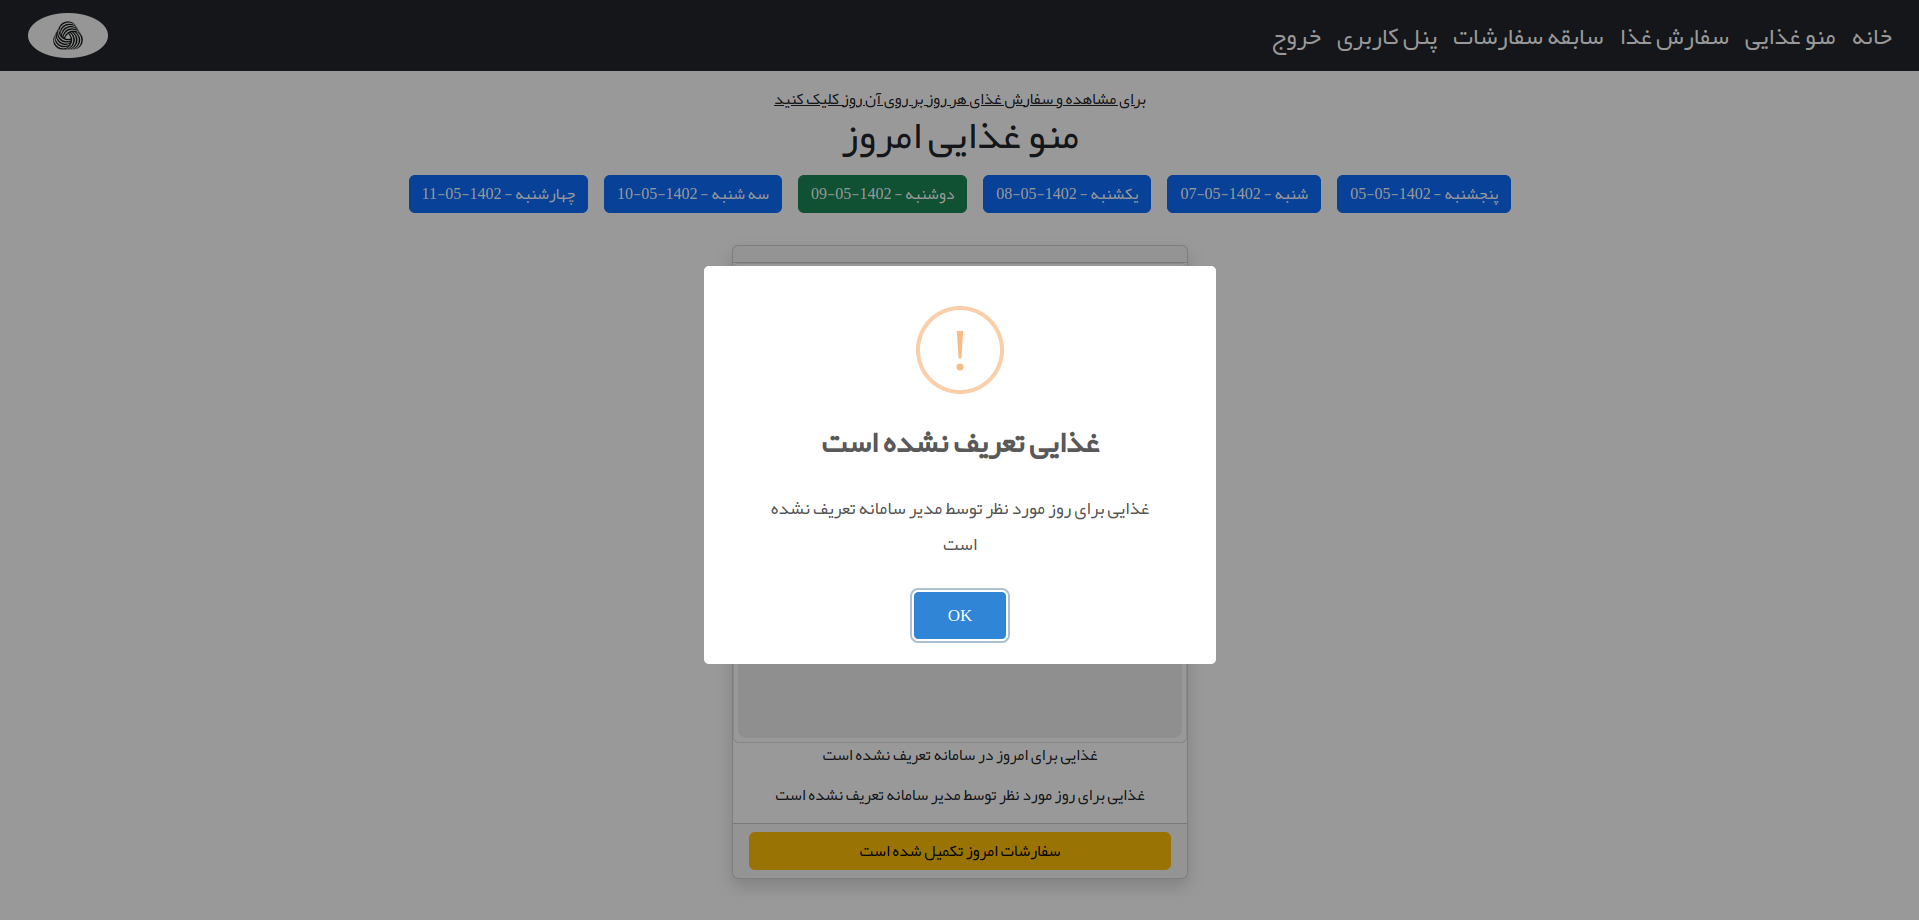 خانه منو غذایی سفارش غذا سابقه سفارشات پنل کاربری خروج
برای مشاهده و سفارش غذای هر روز بر روی آن روز کلیک کنید
منو غذایی امروز
پنجشنبه - 1402-05-05 شنبه - 1402-05-07 یکشنبه - 1402-05-08 دوشنبه - 1402-05-09 سه شنبه - 1402-05-10 چهارشنبه - 1402-05-11
!
غذایی تعریف نشده است
غذایی برای روز مورد نظر توسط مدیر سامانه تعریف نشده
است
OK
غذایی برای امروز در سامانه تعریف نشده است
غذایی برای روز مورد نظر توسط مدیر سامانه تعریف نشده است
سفارشات امروز تکمیل شده است